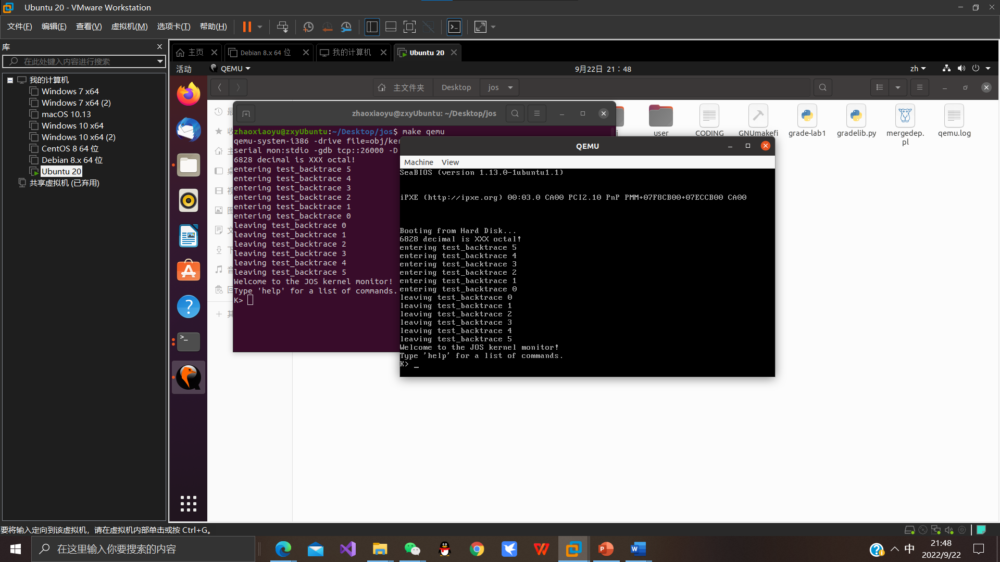 Ubuntu 20 - VMware Workstation
文件(F) 编辑(E) 查看(V) 虚拟机(M) 选项卡(T) 帮助(H)
库
在此处键入内容进行搜索
我的计算机
Windows 7 x64
Windows 7 x64 (2)
macOS 10.13
Windows 10 x64
Windows 10 x64 (2)
CentOS 8 64 位
Debian 8.x 64 位
Ubuntu 20
共享虚拟机 (已弃用)
主页 Debian 8.x 64 位 我的计算机 Ubuntu 20
活动 QEMU 9月22日 21：48 zh
主文件夹 Desktop jos
user CODING GNUmakefi grade-lab1 gradelib.py mergedep.pl qemu.log
zhaoxiaoyu@zxyUbuntu: ~/Desktop/jos
zhaoxiaoyu@zxyUbuntu:~/Desktop/jos$ make qemu
qemu-system-i386 -drive file=obj/ker
serial mon:stdio -gdb tcp::26000 -D
6828 decimal is XXX octal!
entering test_backtrace 5
entering test_backtrace 4
entering test_backtrace 3
entering test_backtrace 2
entering test_backtrace 1
entering test_backtrace 0
leaving test_backtrace 0
leaving test_backtrace 1
leaving test_backtrace 2
leaving test_backtrace 3
leaving test_backtrace 4
leaving test_backtrace 5
Welcome to the JOS kernel monitor!
Type 'help' for a list of commands.
K>
QEMU
Machine View
SeaBIOS (version 1.13.0-1ubuntu1.1)
iPXE (http://ipxe.org) 00:03.0 CA00 PCI2.10 PnP PMM+07F8CB00+07ECCB00 CA00
Booting from Hard Disk...
6828 decimal is XXX octal!
entering test_backtrace 5
entering test_backtrace 4
entering test_backtrace 3
entering test_backtrace 2
entering test_backtrace 1
entering test_backtrace 0
leaving test_backtrace 0
leaving test_backtrace 1
leaving test_backtrace 2
leaving test_backtrace 3
leaving test_backtrace 4
leaving test_backtrace 5
Welcome to the JOS kernel monitor!
Type 'help' for a list of commands.
K> _
要将输入定向到该虚拟机，请在虚拟机内部单击或按 Ctrl+G。
在这里输入你要搜索的内容
中
21:48
2022/9/22